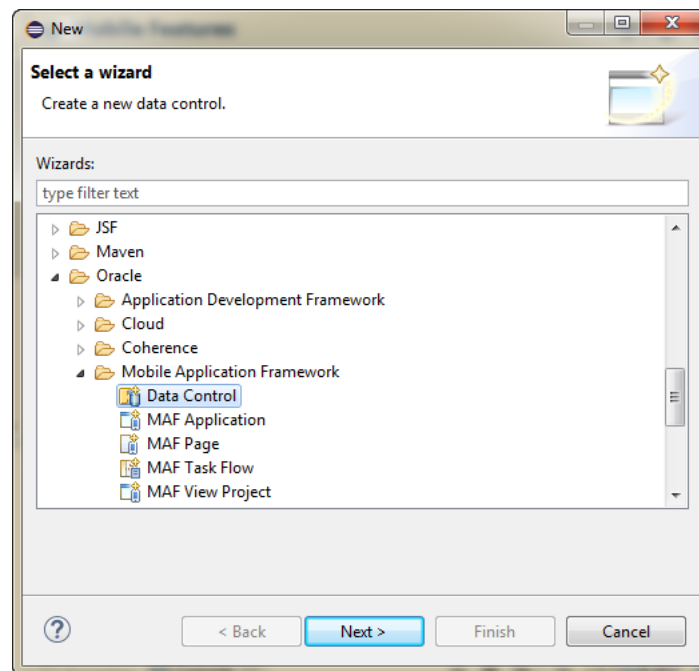 New
Select a wizard
Create a new data control.
Wizards:
type filter text
JSF
Maven
Oracle
Application Development Framework
Cloud
Coherence
Mobile Application Framework
Data Control
MAF Application
MAF Page
MAF Task Flow
MAF View Project
?
< Back
Next >
Finish
Cancel